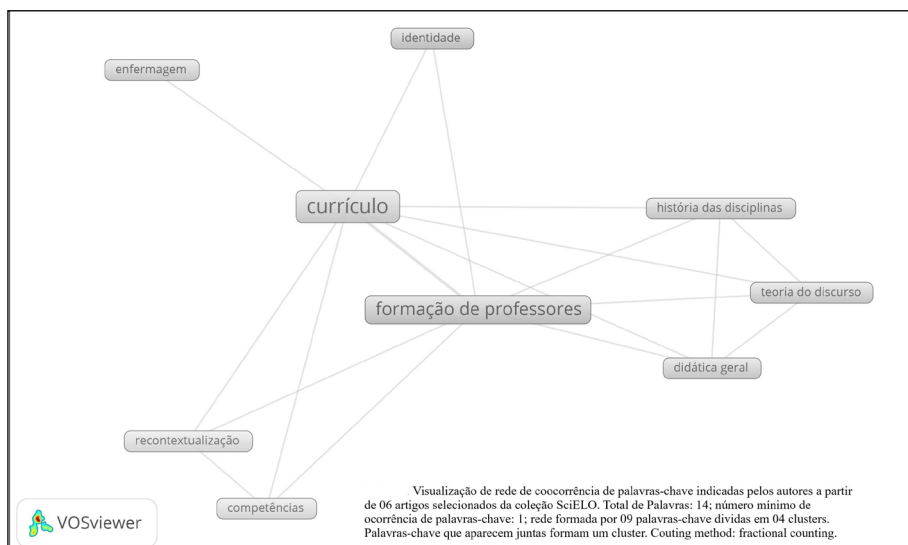 identidade
enfermagem
currículo
história das disciplinas
teoria do discurso
formação de professores
didática geral
recontextualização
competências
VOSviewer
. Visualização de rede de coocorrência de palavras-chave indicadas pelos autores a partir
de 06 artigos selecionados da coleção SciELO. Total de Palavras: 14; número mínimo de
ocorrência de palavras-chave: 1; rede formada por 09 palavras-chave dividas em 04 clusters.
Palavras-chave que aparecem juntas formam um cluster. Couting method: fractional counting.